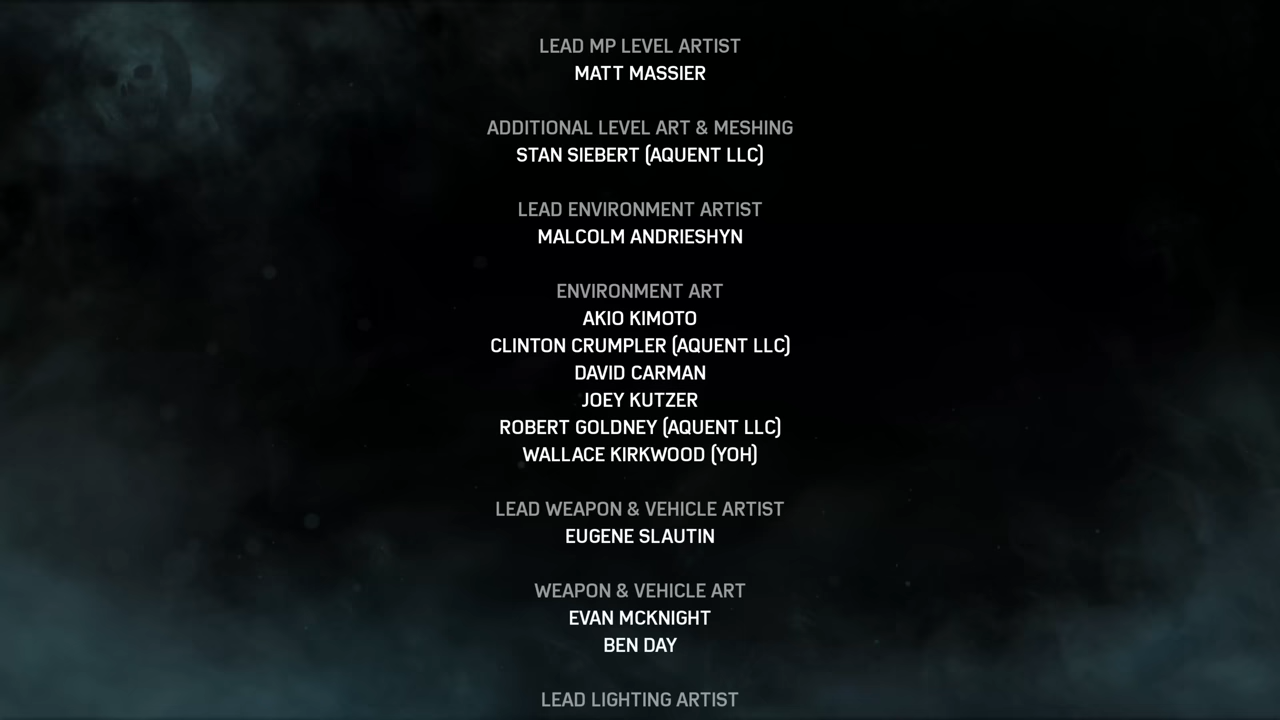 LEAD MP LEVEL ARTIST
MATT MASSIER
ADDITIONAL LEVEL ART & MESHING
STAN SIEBERT (AQUENT LLC)
LEAD ENVIRONMENT ARTIST
MALCOLM ANDRIESHYN
ENVIRONMENT ART
AKIO KIMOTO
CLINTON CRUMPLER (AQUENT LLC)
DAVID CARMAN
JOEY KUTZER
ROBERT GOLDNEY (AQUENT LLC)
WALLACE KIRKWOOD (YOH)
LEAD WEAPON & VEHICLE ARTIST
EUGENE SLAUTIN
WEAPON & VEHICLE ART
EVAN MCKNIGHT
BEN DAY
LEAD LIGHTING ARTIST